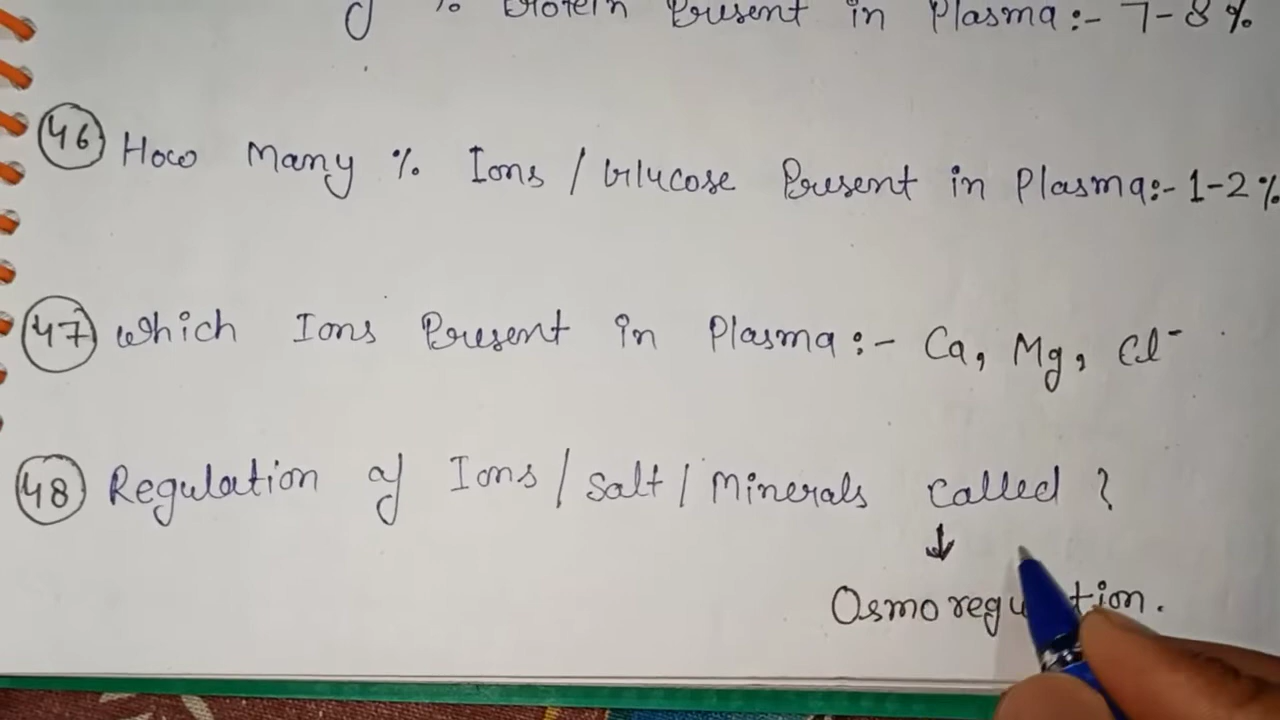 % Protein Present in Plasma:- 7-8%
46 How Many % Ions / Glucose Present in Plasma:- 1-2%
47 Which Ions Present in Plasma:- Ca, Mg, Cl⁻
48 Regulation of Ions / Salt / Minerals called ?
↓
Osmoregulation.